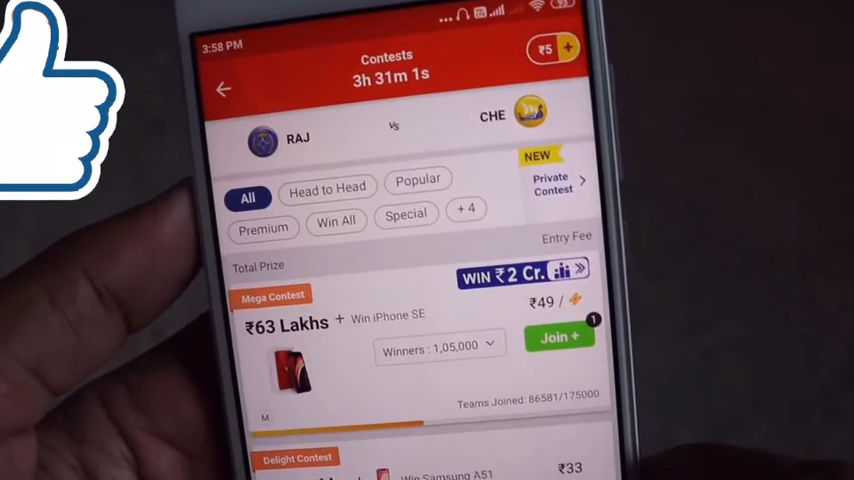 3:58 PM
93
Contests
3h 31m 1s
₹5 +
RAJ
vs
CHE
NEW
Private
Contest
All
Head to Head
Popular
Premium
Win All
Special
+ 4
Total Prize
Entry Fee
WIN ₹2 Cr.
Mega Contest
₹49 /
₹63 Lakhs + Win iPhone SE
1
Winners : 1,05,000
Join +
Teams Joined: 86581/175000
M
Delight Contest
Win Samsung A51
₹33